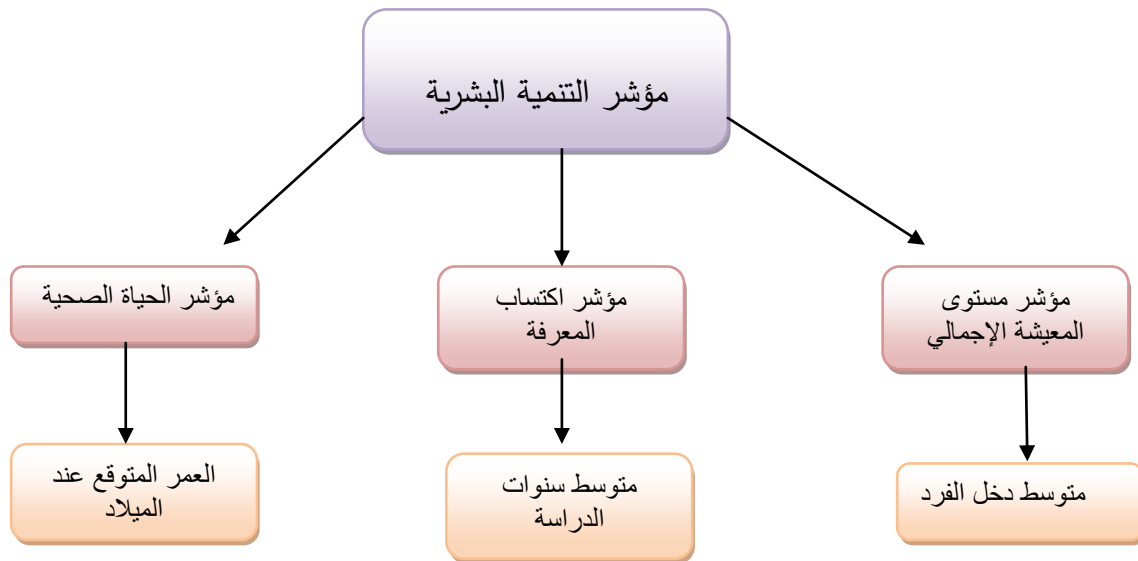 مؤشر التنمية البشرية
مؤشر مستوى
المعيشة الإجمالي
مؤشر اكتساب
المعرفة
مؤشر الحياة الصحية
متوسط دخل الفرد
متوسط سنوات
الدراسة
العمر المتوقع عند
الميلاد